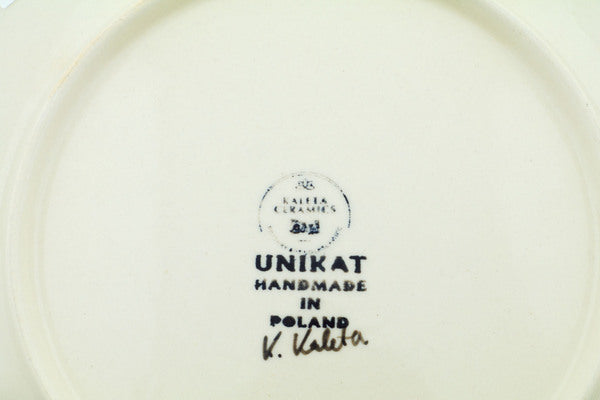 KALETA
CERAMICS
UNIKAT
HANDMADE
IN
POLAND
K. Kaleta